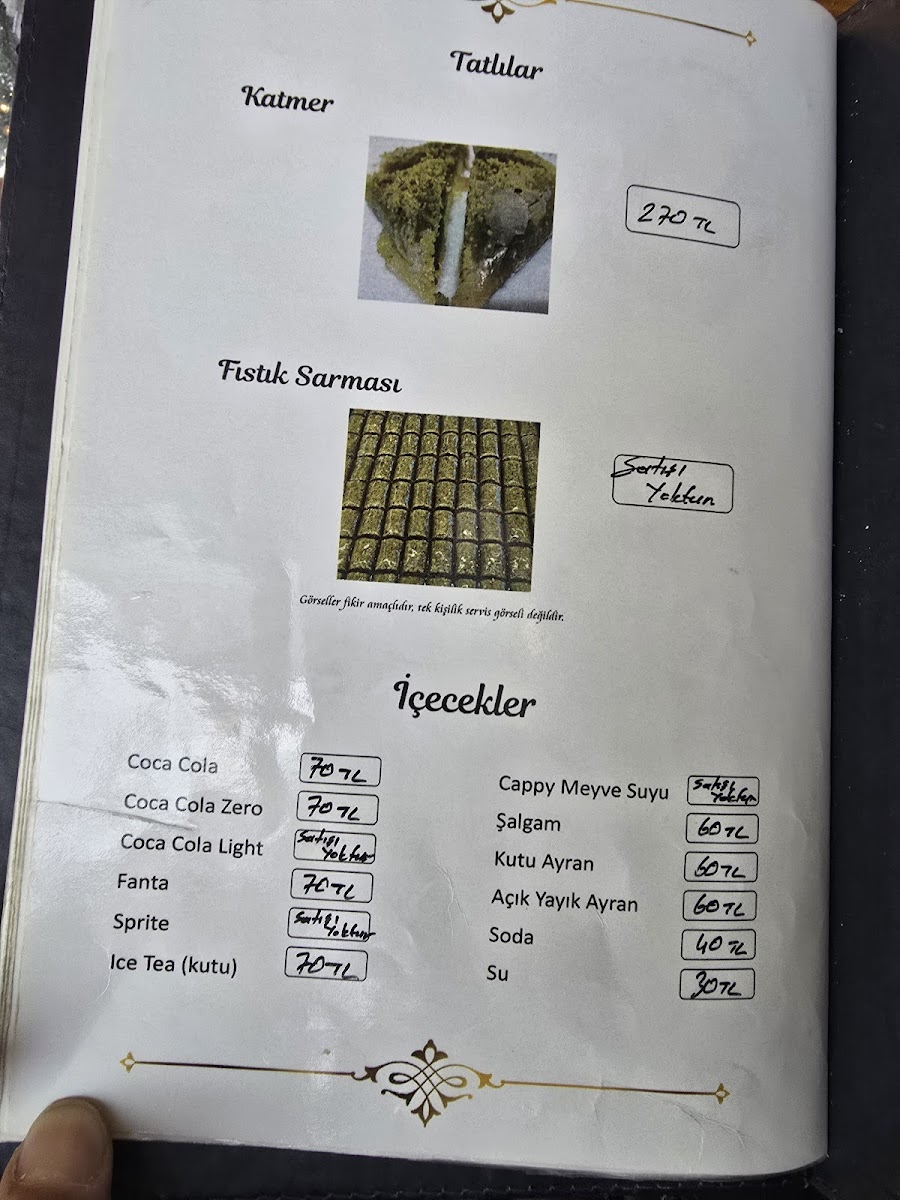 Tatlılar
Katmer
270 TL
Fıstık Sarması
Satışı
Yoktur
Görseller fikir amaçlıdır, tek kişilik servis görseli değildir.
İçecekler
Coca Cola 70 TL
Coca Cola Zero 70 TL
Coca Cola Light Satışı Yoktur
Fanta 70 TL
Sprite Satışı Yoktur
Ice Tea (kutu) 70 TL
Cappy Meyve Suyu Satışı Yoktur
Şalgam 60 TL
Kutu Ayran 60 TL
Açık Yayık Ayran 60 TL
Soda 40 TL
Su 30 TL